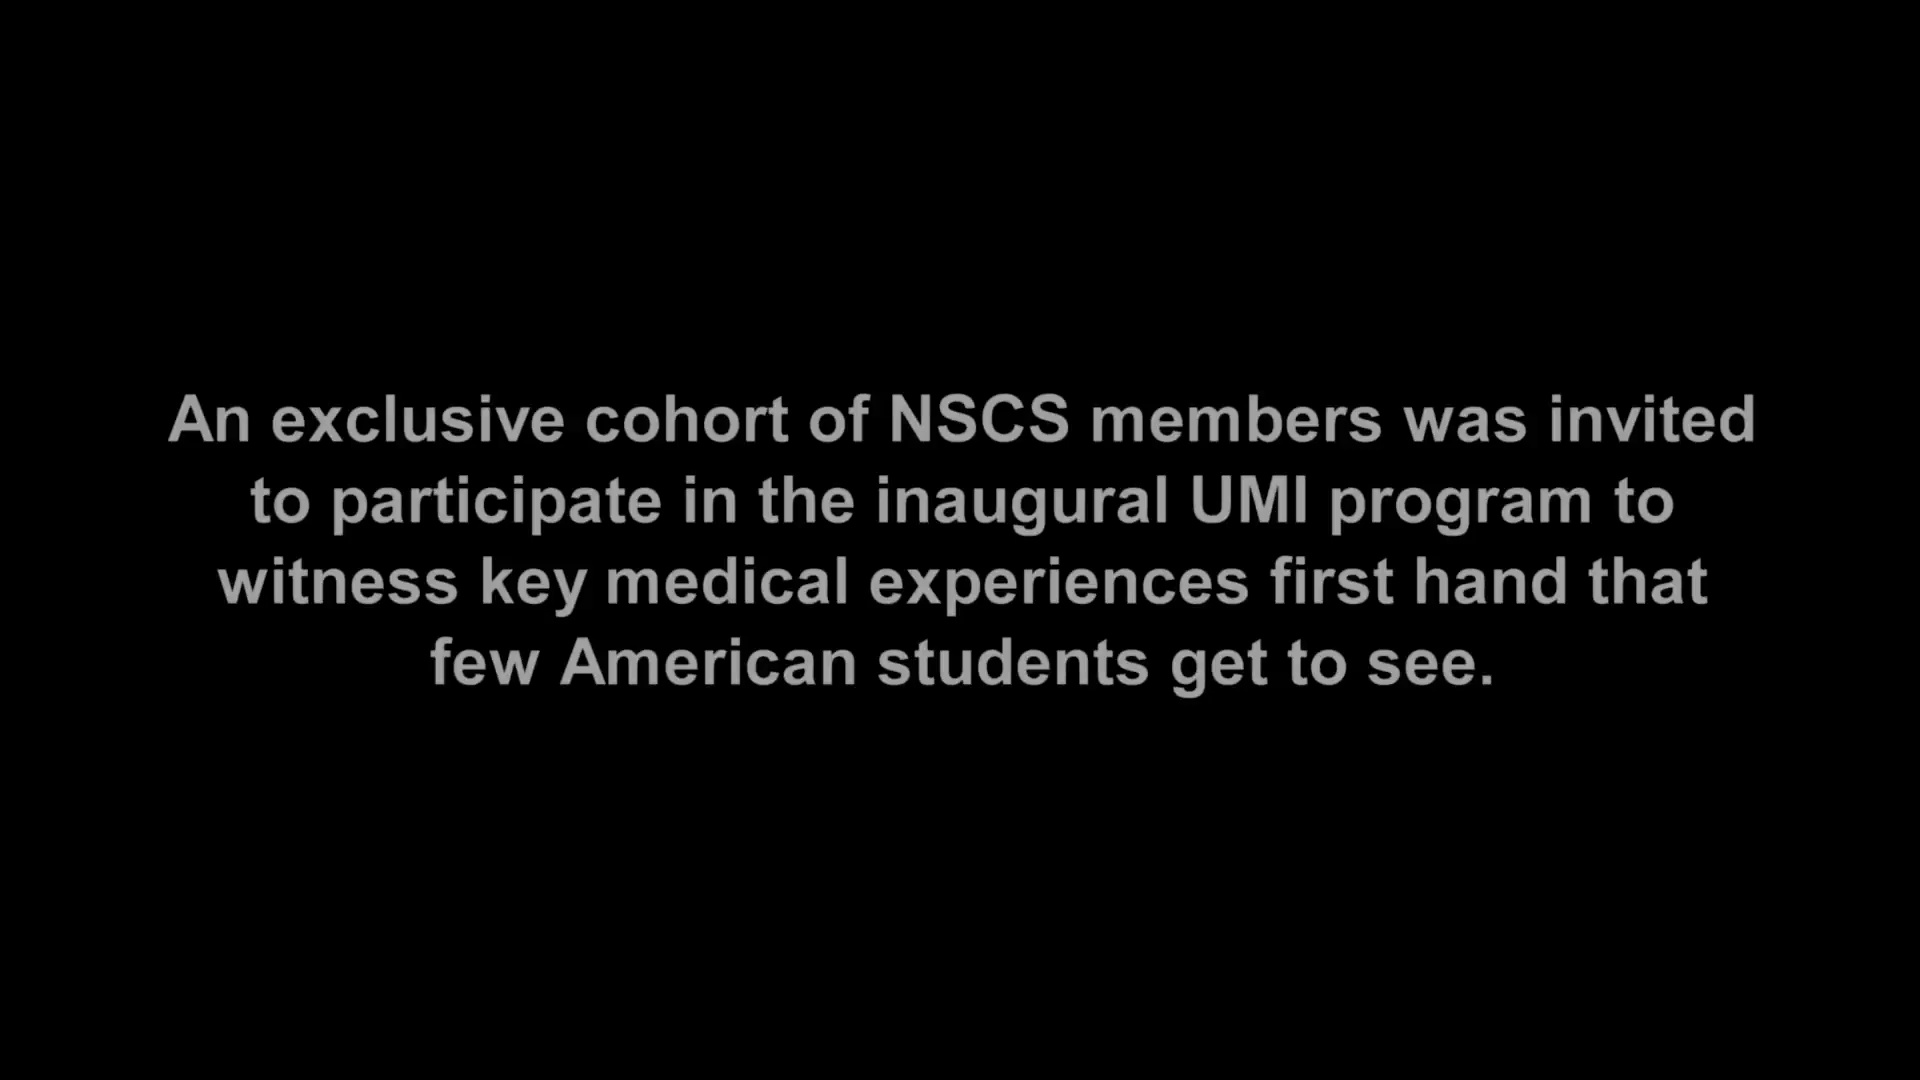 An exclusive cohort of NSCS members was invited
to participate in the inaugural UMI program to
witness key medical experiences first hand that
few American students get to see.